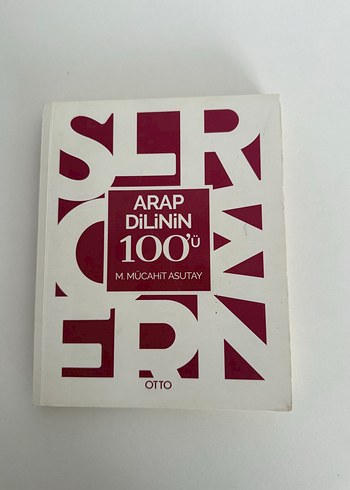 ARAP
DİLİNİN
100'Ü
M. MÜCAHİT ASUTAY
OTTO